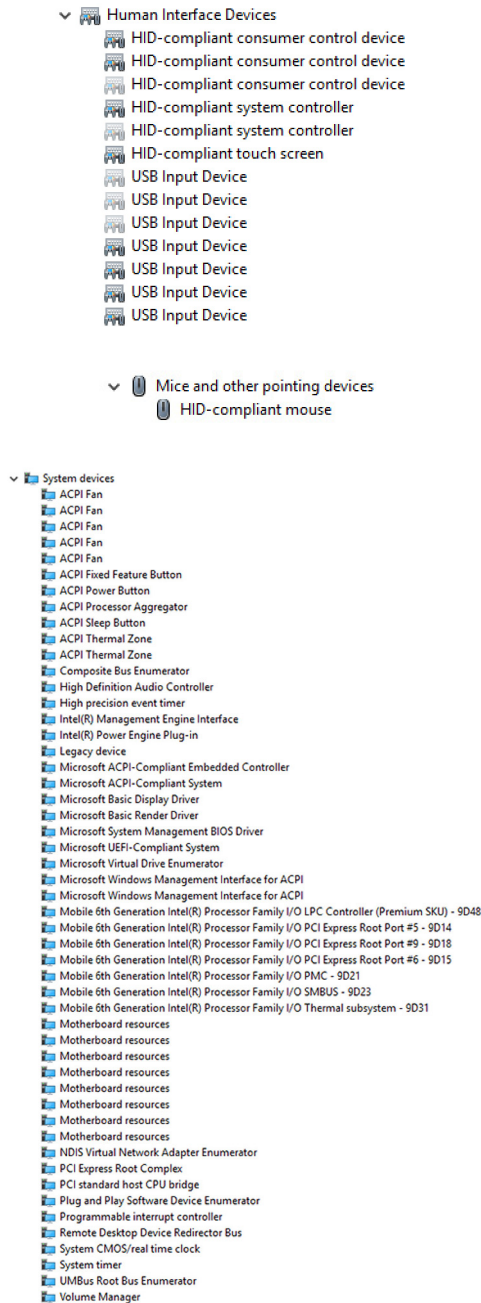 Human Interface Devices
HID-compliant consumer control device
HID-compliant consumer control device
HID-compliant consumer control device
HID-compliant system controller
HID-compliant system controller
HID-compliant touch screen
USB Input Device
USB Input Device
USB Input Device
USB Input Device
USB Input Device
USB Input Device
USB Input Device
Mice and other pointing devices
HID-compliant mouse
System devices
ACPI Fan
ACPI Fan
ACPI Fan
ACPI Fan
ACPI Fan
ACPI Fixed Feature Button
ACPI Power Button
ACPI Processor Aggregator
ACPI Sleep Button
ACPI Thermal Zone
ACPI Thermal Zone
Composite Bus Enumerator
High Definition Audio Controller
High precision event timer
Intel(R) Management Engine Interface
Intel(R) Power Engine Plug-in
Legacy device
Microsoft ACPI-Compliant Embedded Controller
Microsoft ACPI-Compliant System
Microsoft Basic Display Driver
Microsoft Basic Render Driver
Microsoft System Management BIOS Driver
Microsoft UEFI-Compliant System
Microsoft Virtual Drive Enumerator
Microsoft Windows Management Interface for ACPI
Microsoft Windows Management Interface for ACPI
Mobile 6th Generation Intel(R) Processor Family I/O LPC Controller (Premium SKU) - 9D48
Mobile 6th Generation Intel(R) Processor Family I/O PCI Express Root Port #5 - 9D14
Mobile 6th Generation Intel(R) Processor Family I/O PCI Express Root Port #9 - 9D18
Mobile 6th Generation Intel(R) Processor Family I/O PCI Express Root Port #6 - 9D15
Mobile 6th Generation Intel(R) Processor Family I/O PMC - 9D21
Mobile 6th Generation Intel(R) Processor Family I/O SMBUS - 9D23
Mobile 6th Generation Intel(R) Processor Family I/O Thermal subsystem - 9D31
Motherboard resources
Motherboard resources
Motherboard resources
Motherboard resources
Motherboard resources
Motherboard resources
Motherboard resources
Motherboard resources
NDIS Virtual Network Adapter Enumerator
PCI Express Root Complex
PCI standard host CPU bridge
Plug and Play Software Device Enumerator
Programmable interrupt controller
Remote Desktop Device Redirector Bus
System CMOS/real time clock
System timer
UMBus Root Bus Enumerator
Volume Manager